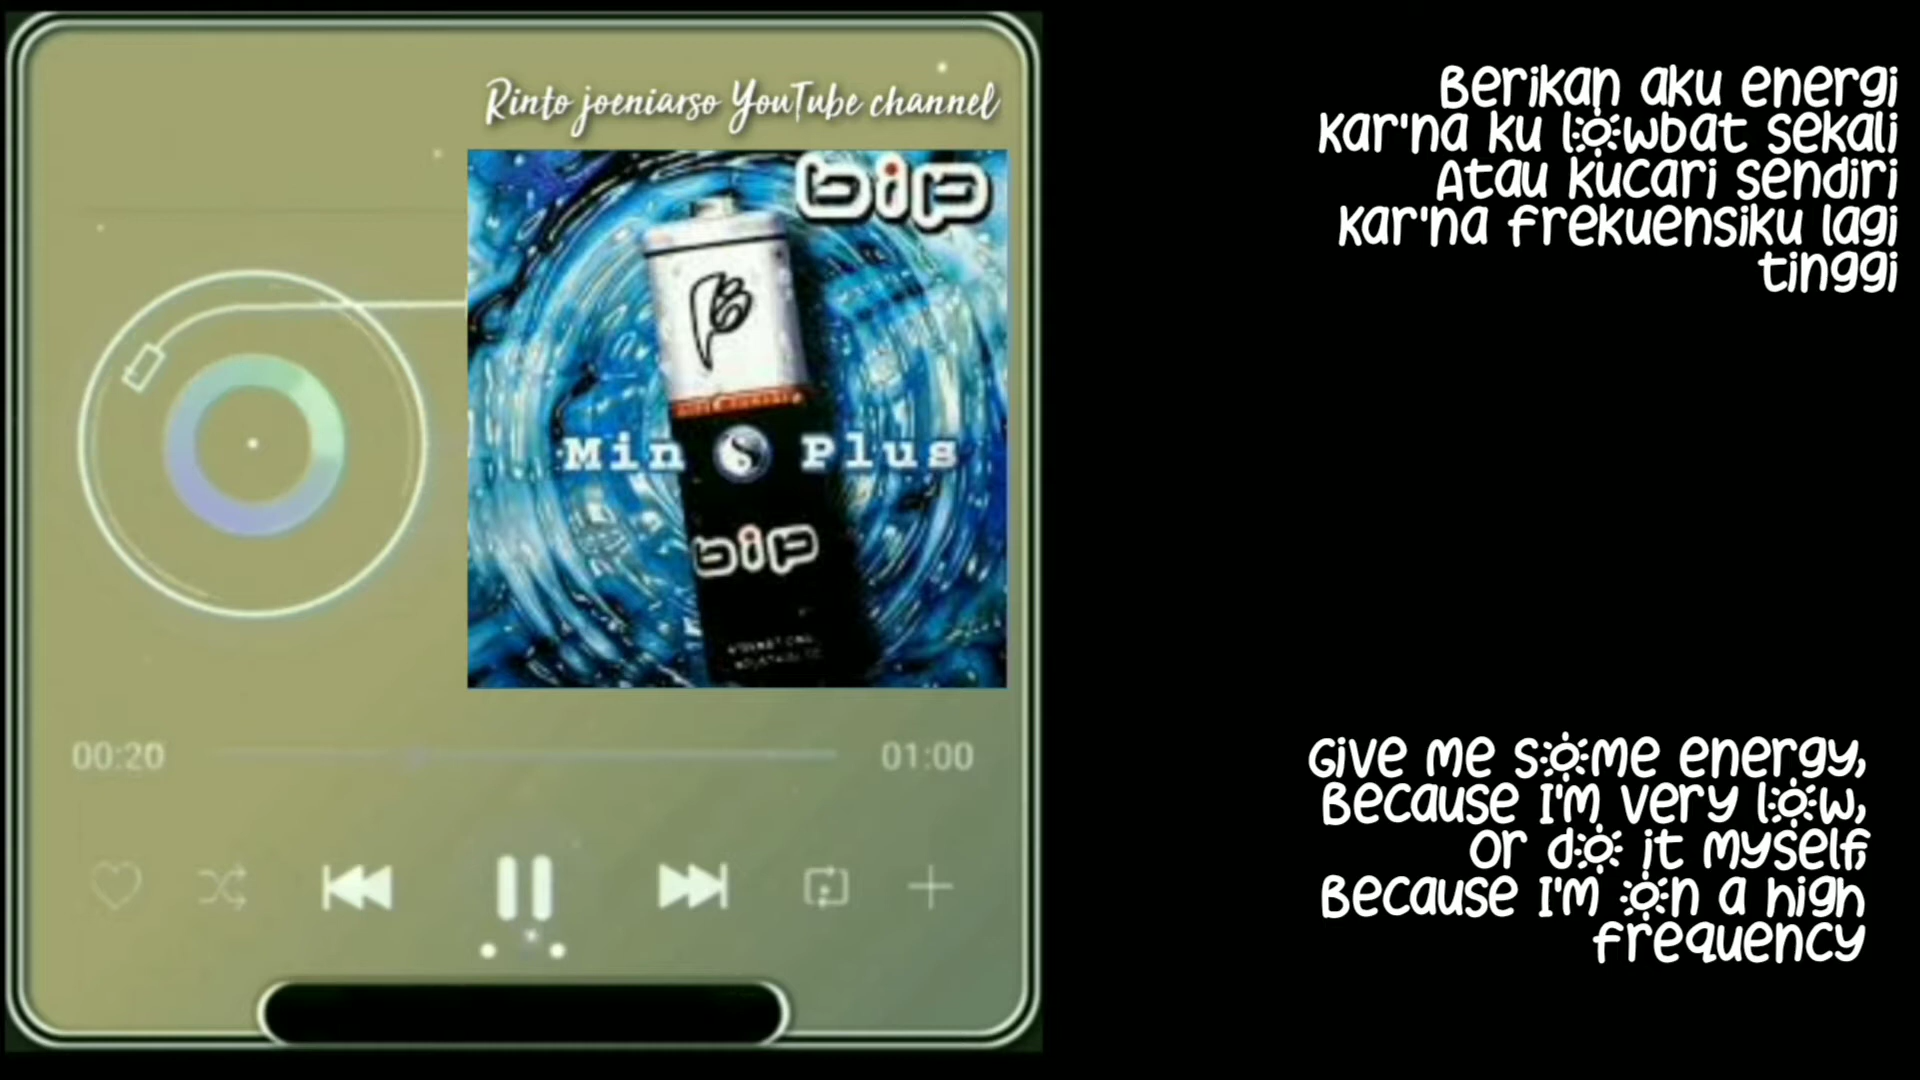 Rinto joeniarso YouTube channel
bip
Min Plus
bip
00:20
01:00
Berikan aku energi
Kar'na ku lowbat sekali
Atau kucari sendiri
Kar'na frekuensiku lagi
tinggi
Give me some energy,
Because I'm very low,
Or do it myself,
Because I'm on a high
frequency